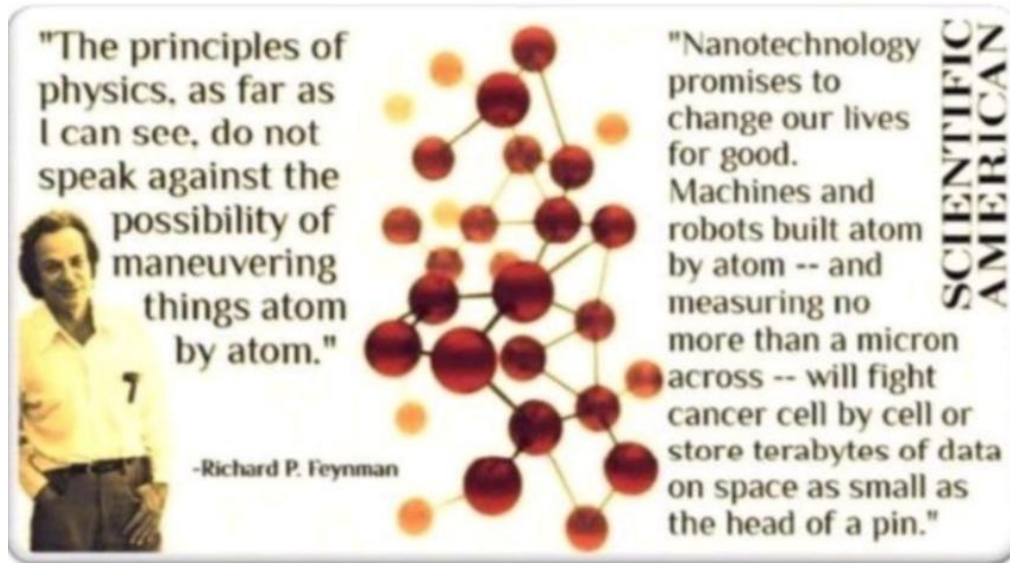 "The principles of
physics, as far as
I can see, do not
speak against the
possibility of
maneuvering
things atom
by atom."
-Richard P. Feynman
"Nanotechnology
promises to
change our lives
for good.
Machines and
robots built atom
by atom -- and
measuring no
more than a micron
across -- will fight
cancer cell by cell or
store terabytes of data
on space as small as
the head of a pin."
SCIENTIFIC
AMERICAN